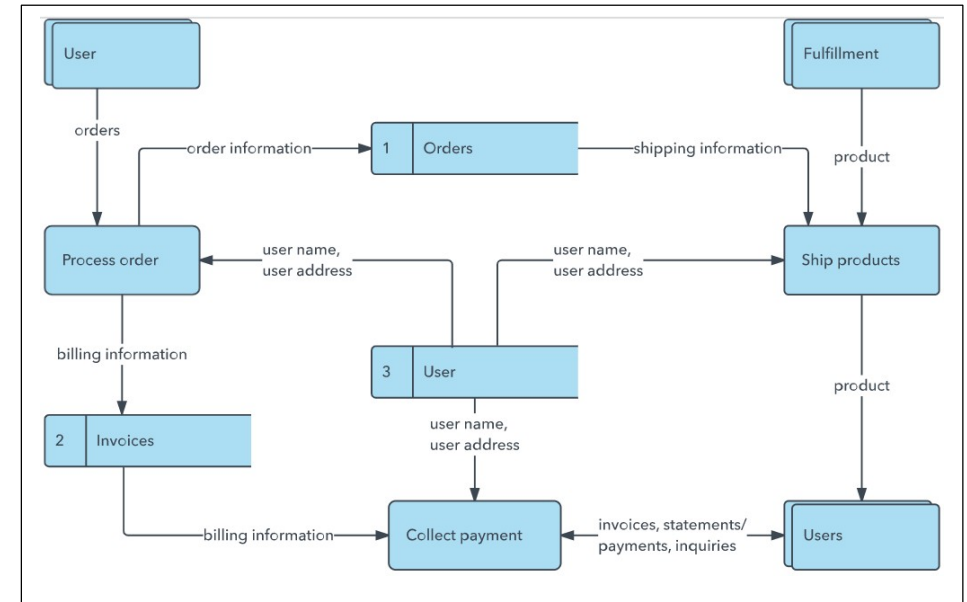 User
Fulfillment
orders
order information
1
Orders
shipping information
product
Process order
user name,
user address
user name,
user address
Ship products
billing information
3
User
product
2
Invoices
user name,
user address
billing information
Collect payment
invoices, statements/
payments, inquiries
Users